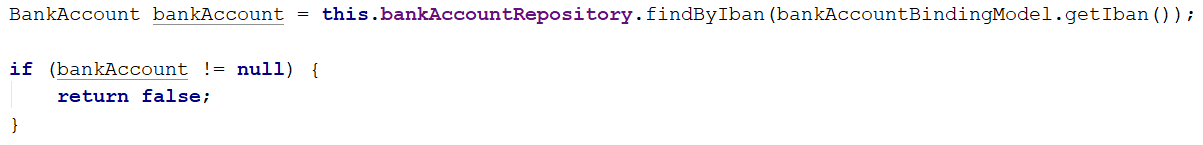 BankAccount bankAccount = this.bankAccountRepository.findByIban(bankAccountBindingModel.getIban());
if (bankAccount != null) {
return false;
}